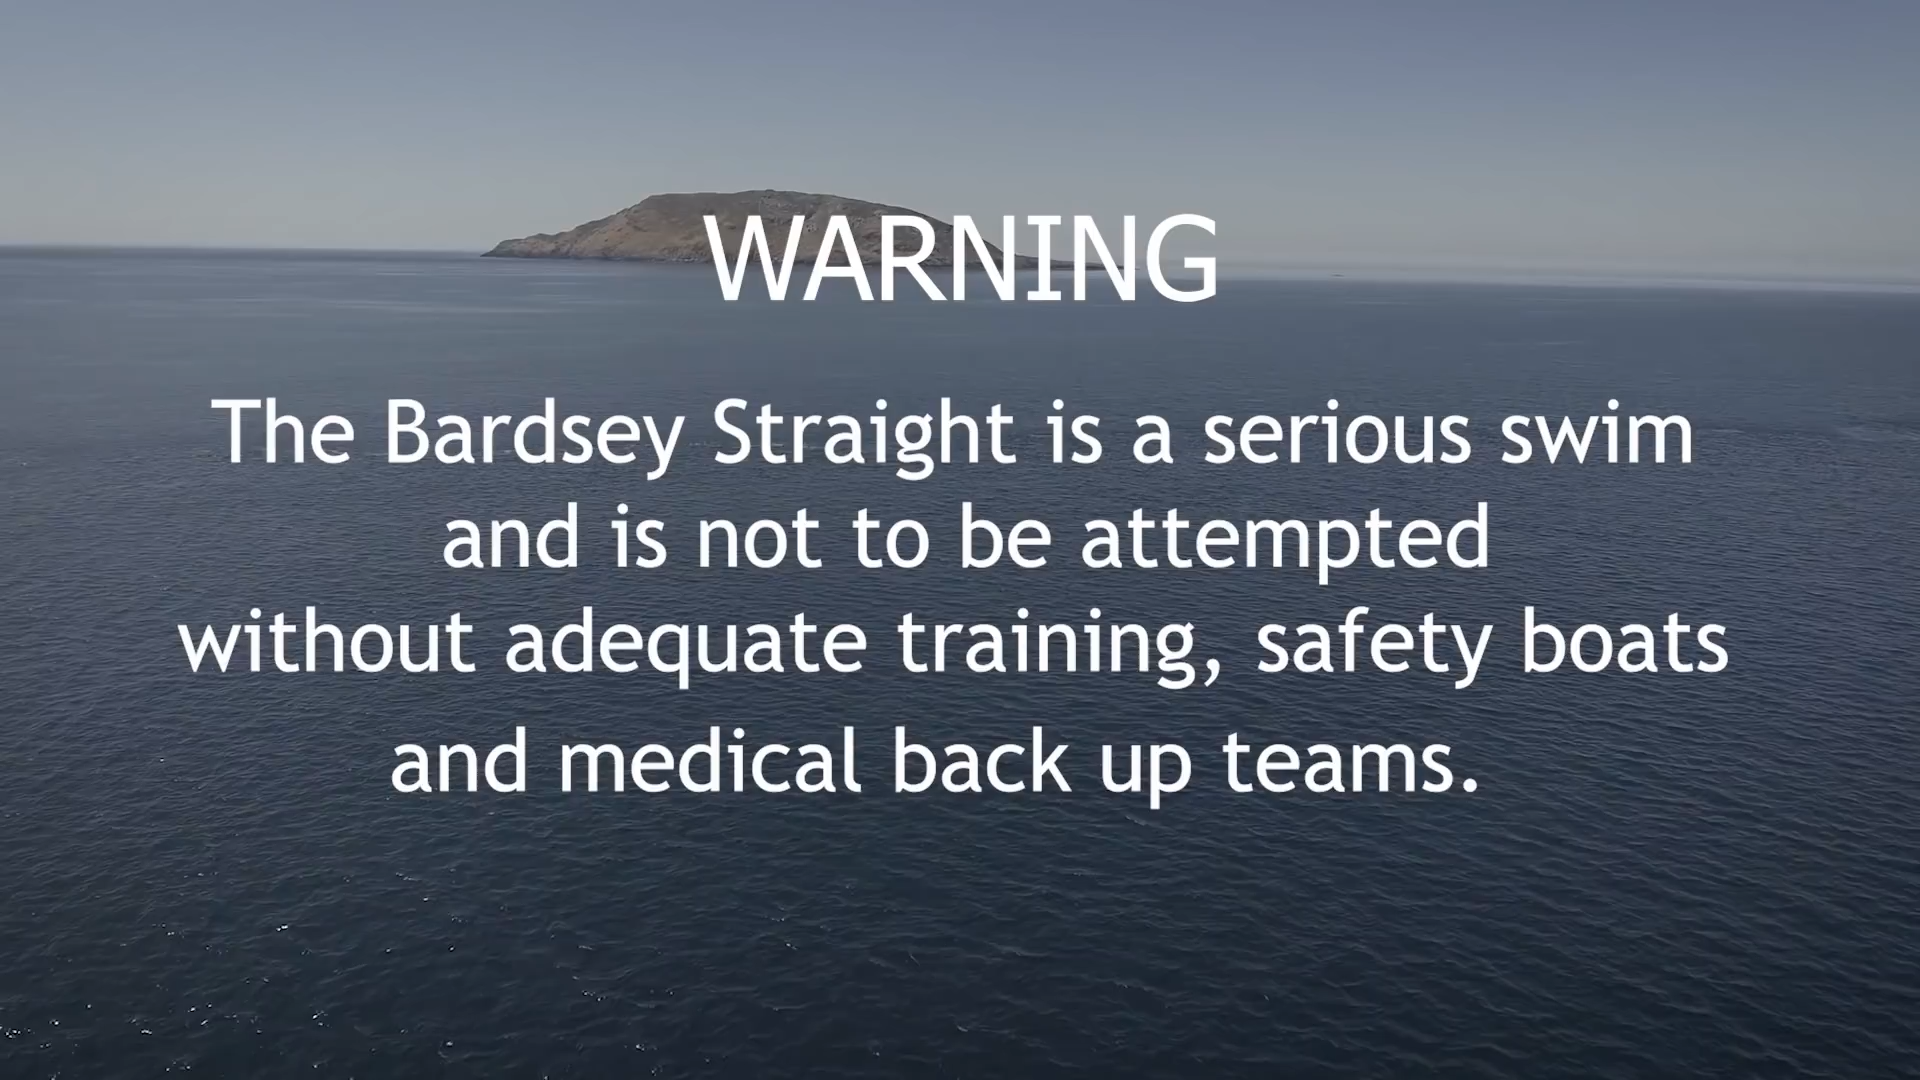 WARNING
The Bardsey Straight is a serious swim
and is not to be attempted
without adequate training, safety boats
and medical back up teams.